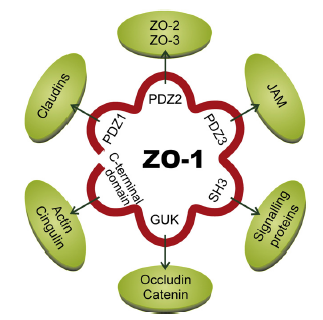 ZO-2
ZO-3
Claudins
PDZ1
PDZ2
PDZ3
JAM
ZO-1
C-terminal
domain
SH3
GUK
Actin
Cingulin
Signalling
proteins
Occludin
Catenin